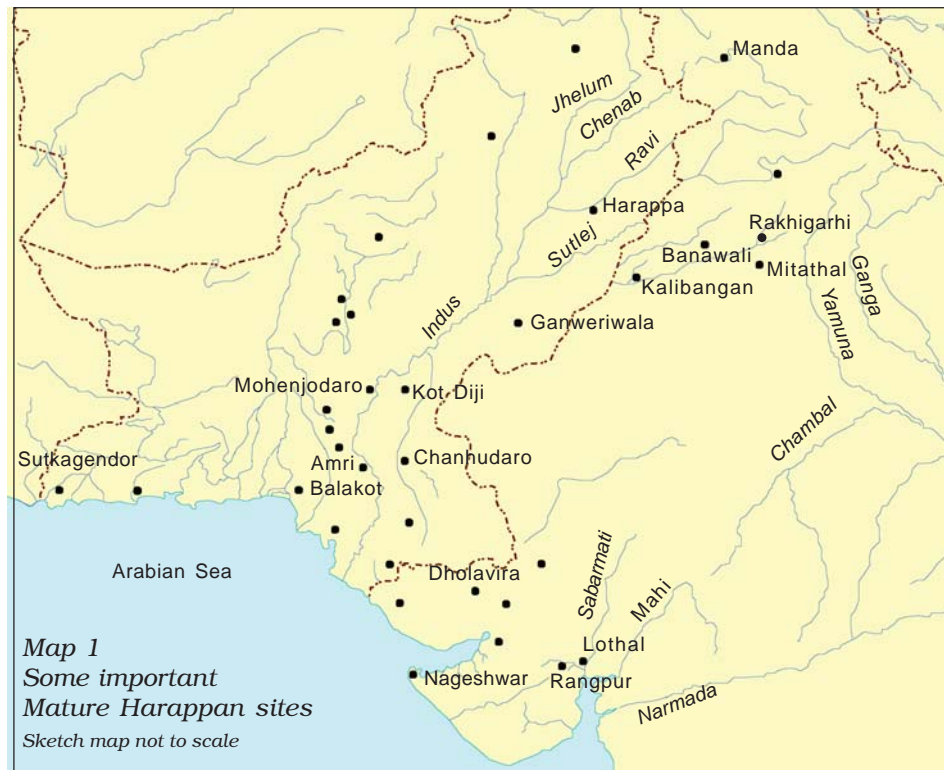 Manda
Jhelum
Chenab
Ravi
Harappa
Rakhigarhi
Sutlej
Banawali
Mitathal
Ganga
Kalibangan
Yamuna
Indus
Ganweriwala
Mohenjodaro
Kot Diji
Chambal
Sutkagendor
Amri
Chanhudaro
Balakot
Arabian Sea
Dholavira
Sabarmati
Mahi
Lothal
Nageshwar
Rangpur
Narmada
Map 1
Some important
Mature Harappan sites
Sketch map not to scale